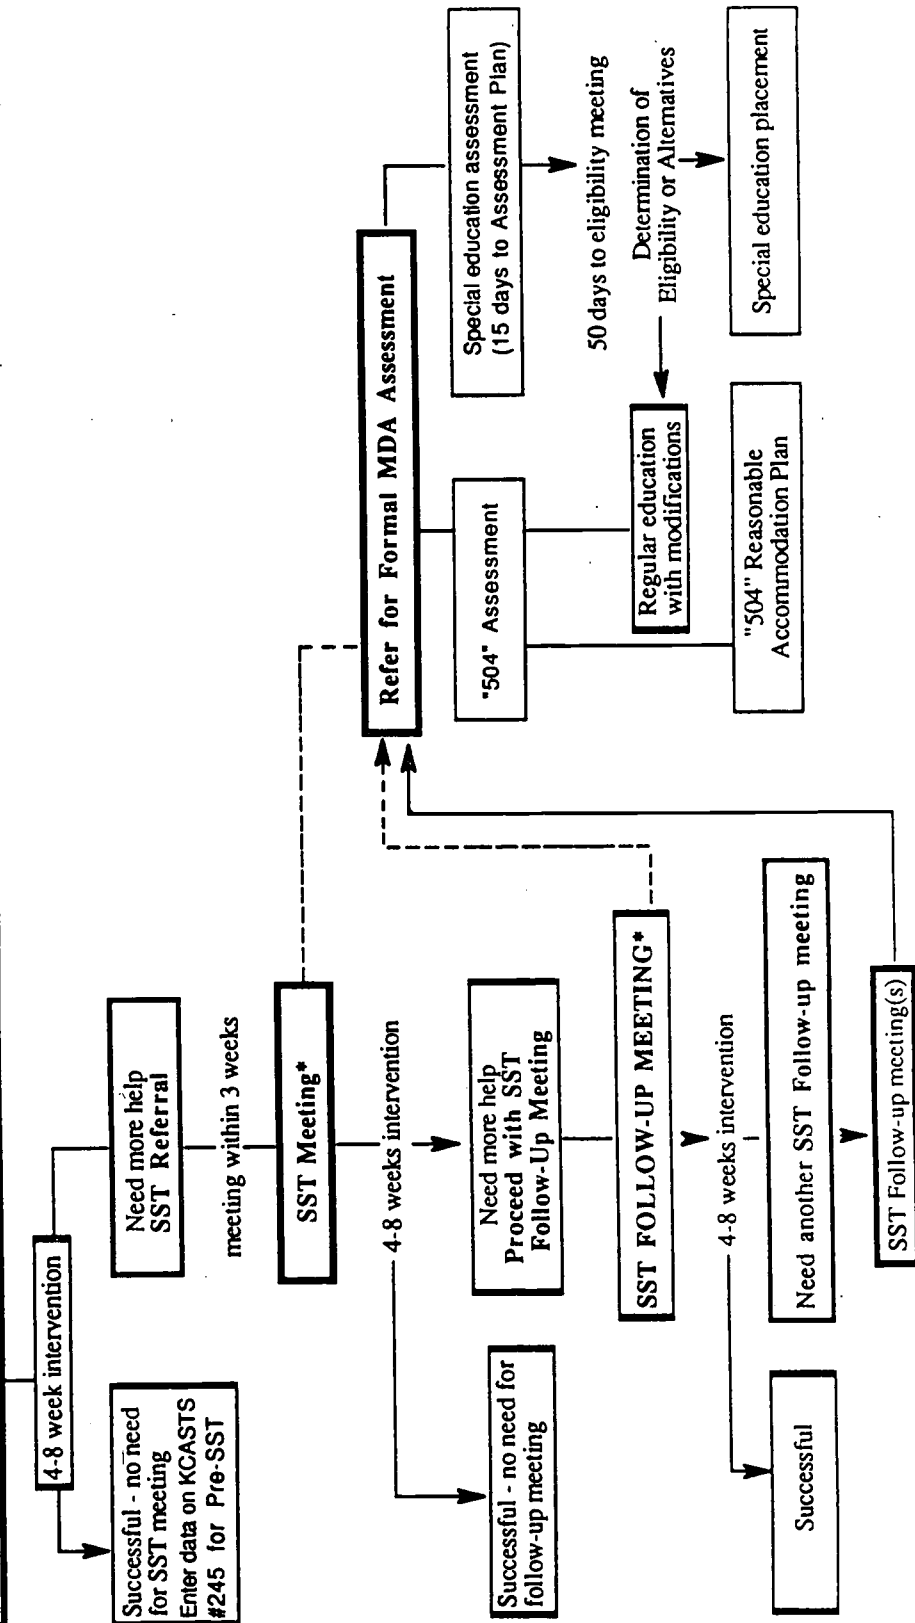 4-8 week intervention
Successful - no need
for SST meeting
Enter data on KCASTS
#245 for Pre-SST
Need more help
SST Referral
meeting within 3 weeks
SST Meeting*
4-8 weeks intervention
Successful - no need for
follow-up meeting
Need more help
Proceed with SST
Follow-Up Meeting
SST FOLLOW-UP MEETING*
4-8 weeks intervention
Successful
Need another SST Follow-up meeting
SST Follow-up meeting(s)
Refer for Formal MDA Assessment
"504" Assessment
Special education assessment
(15 days to Assessment Plan)
50 days to eligibility meeting
Determination of
Eligibility or Alternatives
Regular education
with modifications
"504" Reasonable
Accommodation Plan
Special education placement